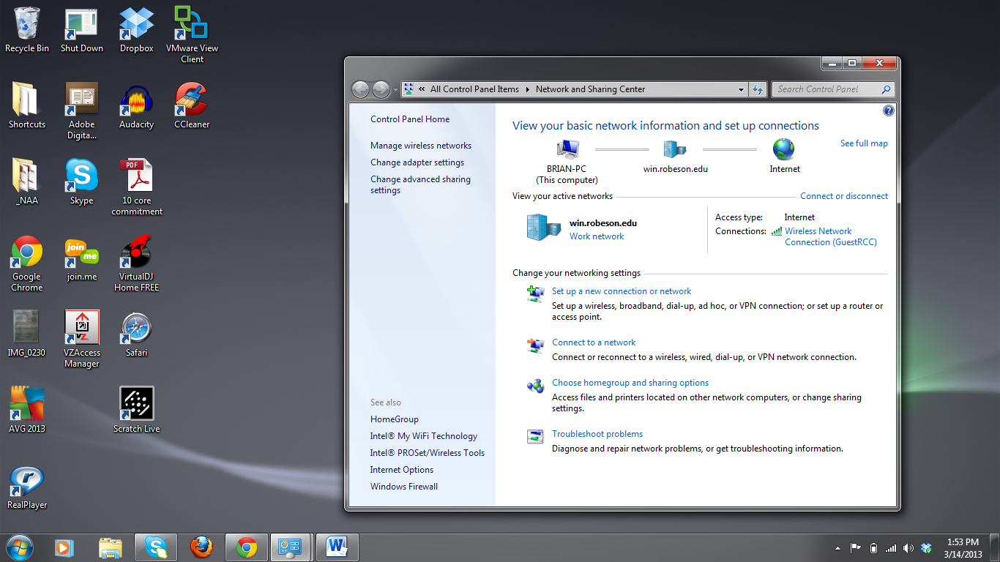 Recycle Bin
Shut Down
Dropbox
VMware View
Client
Shortcuts
Adobe
Digita...
Audacity
CCleaner
_NAA
Skype
PDF
10 core
commitment
Google
Chrome
join
me
join.me
VirtualDJ
Home FREE
IMG_0230
VZ
VZAccess
Manager
Safari
AVG 2013
Scratch Live
RealPlayer
« All Control Panel Items Network and Sharing Center
Search Control Panel
Control Panel Home
Manage wireless networks
Change adapter settings
Change advanced sharing
settings
See also
HomeGroup
Intel® My WiFi Technology
Intel® PROSet/Wireless Tools
Internet Options
Windows Firewall
View your basic network information and set up connections
See full map
BRIAN-PC
(This computer)
win.robeson.edu
Internet
View your active networks
Connect or disconnect
win.robeson.edu
Work network
Access type: Internet
Connections: Wireless Network
Connection (GuestRCC)
Change your networking settings
Set up a new connection or network
Set up a wireless, broadband, dial-up, ad hoc, or VPN connection; or set up a router or
access point.
Connect to a network
Connect or reconnect to a wireless, wired, dial-up, or VPN network connection.
Choose homegroup and sharing options
Access files and printers located on other network computers, or change sharing
settings.
Troubleshoot problems
Diagnose and repair network problems, or get troubleshooting information.
1:53 PM
3/14/2013